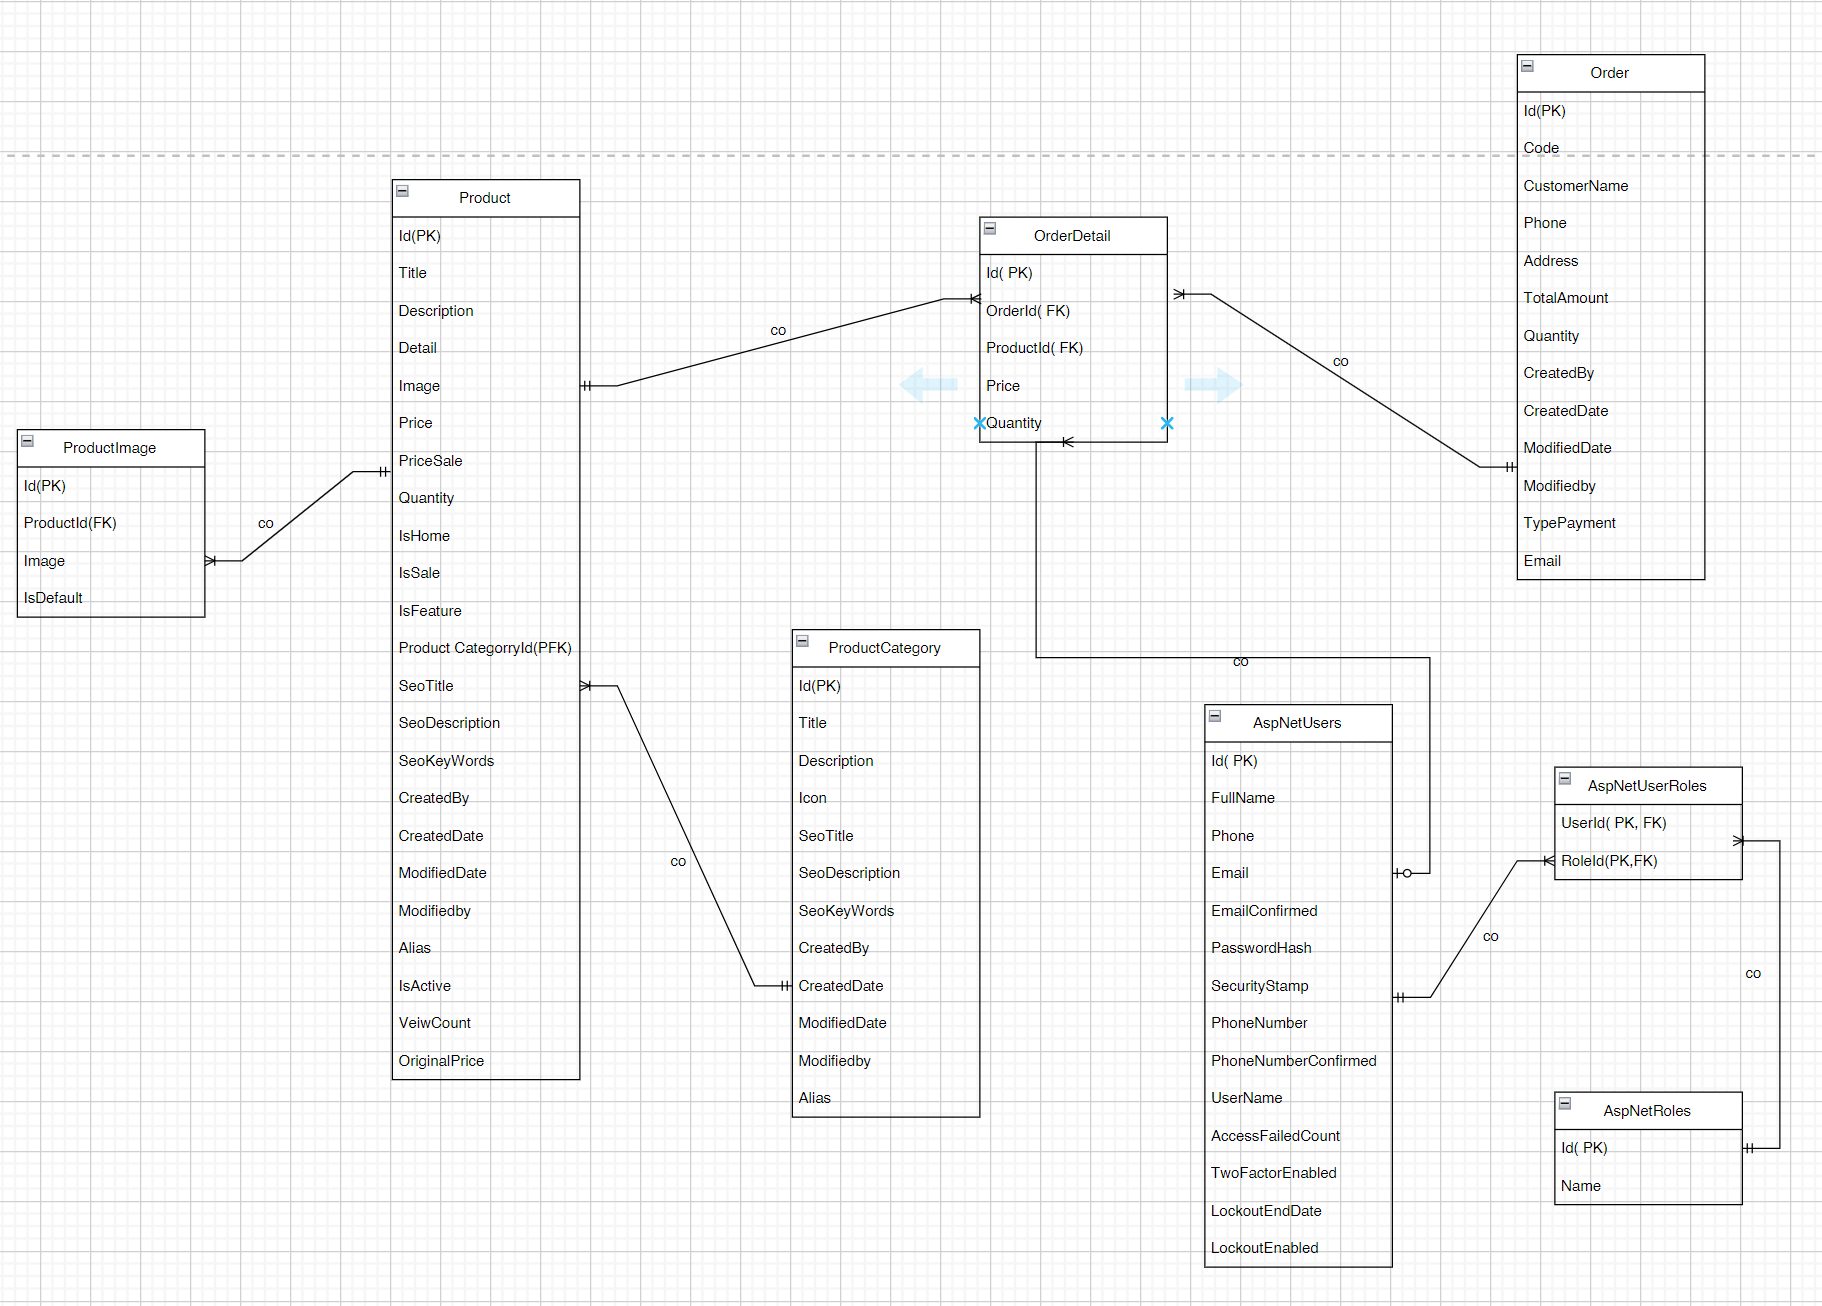 Order
Id(PK)
Code
CustomerName
Phone
Address
TotalAmount
Quantity
CreatedBy
CreatedDate
ModifiedDate
Modifiedby
TypePayment
Email
Product
Id(PK)
Title
Description
Detail
Image
Price
PriceSale
Quantity
IsHome
IsSale
IsFeature
Product CategorryId(PFK)
SeoTitle
SeoDescription
SeoKeyWords
CreatedBy
CreatedDate
ModifiedDate
Modifiedby
Alias
IsActive
VeiwCount
OriginalPrice
OrderDetail
Id( PK)
OrderId( FK)
ProductId( FK)
Price
Quantity
co
co
ProductImage
Id(PK)
ProductId(FK)
Image
IsDefault
co
ProductCategory
Id(PK)
Title
Description
Icon
SeoTitle
SeoDescription
SeoKeyWords
CreatedBy
CreatedDate
ModifiedDate
Modifiedby
Alias
co
co
AspNetUsers
Id( PK)
FullName
Phone
Email
EmailConfirmed
PasswordHash
SecurityStamp
PhoneNumber
PhoneNumberConfirmed
UserName
AccessFailedCount
TwoFactorEnabled
LockoutEndDate
LockoutEnabled
AspNetUserRoles
UserId( PK, FK)
RoleId(PK,FK)
co
co
AspNetRoles
Id( PK)
Name